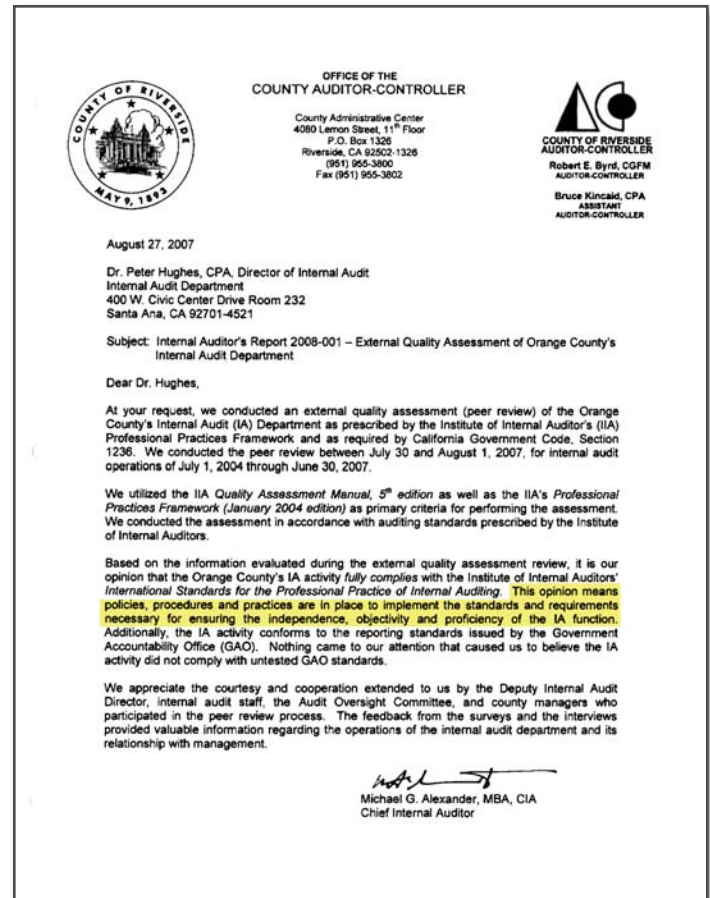 OFFICE OF THE
COUNTY AUDITOR-CONTROLLER
County Administrative Center
4080 Lemon Street, 11th Floor
P.O. Box 1326
Riverside, CA 92502-1326
(951) 955-3800
Fax (951) 955-3802
COUNTY OF RIVERSIDE
MAY 9, 1893
AC
COUNTY OF RIVERSIDE
AUDITOR-CONTROLLER
Robert E. Byrd, CGFM
AUDITOR-CONTROLLER
Bruce Kincaid, CPA
ASSISTANT
AUDITOR-CONTROLLER
August 27, 2007
Dr. Peter Hughes, CPA, Director of Internal Audit
Internal Audit Department
400 W. Civic Center Drive Room 232
Santa Ana, CA 92701-4521
Subject: Internal Auditor's Report 2008-001 – External Quality Assessment of Orange County's
Internal Audit Department
Dear Dr. Hughes,
At your request, we conducted an external quality assessment (peer review) of the Orange
County's Internal Audit (IA) Department as prescribed by the Institute of Internal Auditor's (IIA)
Professional Practices Framework and as required by California Government Code, Section
1236. We conducted the peer review between July 30 and August 1, 2007, for internal audit
operations of July 1, 2004 through June 30, 2007.
We utilized the IIA Quality Assessment Manual, 5th edition as well as the IIA's Professional
Practices Framework (January 2004 edition) as primary criteria for performing the assessment.
We conducted the assessment in accordance with auditing standards prescribed by the Institute
of Internal Auditors.
Based on the information evaluated during the external quality assessment review, it is our
opinion that the Orange County's IA activity fully complies with the Institute of Internal Auditors'
International Standards for the Professional Practice of Internal Auditing. This opinion means
policies, procedures and practices are in place to implement the standards and requirements
necessary for ensuring the independence, objectivity and proficiency of the IA function.
Additionally, the IA activity conforms to the reporting standards issued by the Government
Accountability Office (GAO). Nothing came to our attention that caused us to believe the IA
activity did not comply with untested GAO standards.
We appreciate the courtesy and cooperation extended to us by the Deputy Internal Audit
Director, internal audit staff, the Audit Oversight Committee, and county managers who
participated in the peer review process. The feedback from the surveys and the interviews
provided valuable information regarding the operations of the internal audit department and its
relationship with management.
Michael G. Alexander, MBA, CIA
Chief Internal Auditor